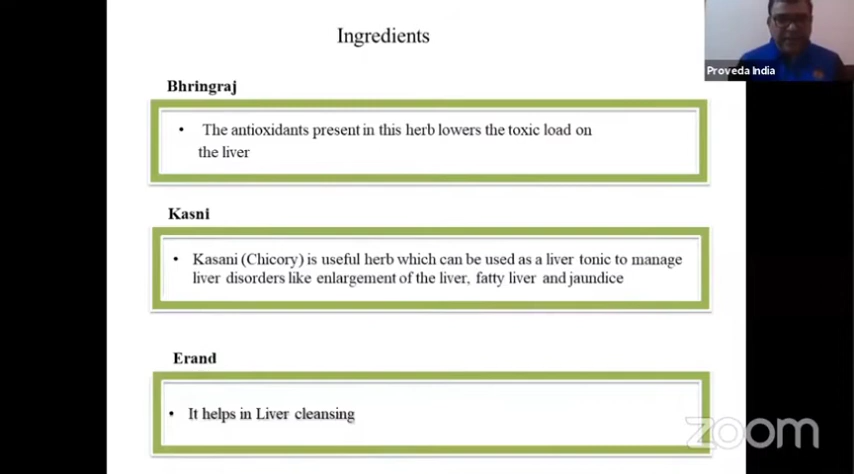 Ingredients
Proveda India
Bhringraj
• The antioxidants present in this herb lowers the toxic load on
the liver
Kasni
• Kasani (Chicory) is useful herb which can be used as a liver tonic to manage
liver disorders like enlargement of the liver, fatty liver and jaundice
Erand
• It helps in Liver cleansing
zoom